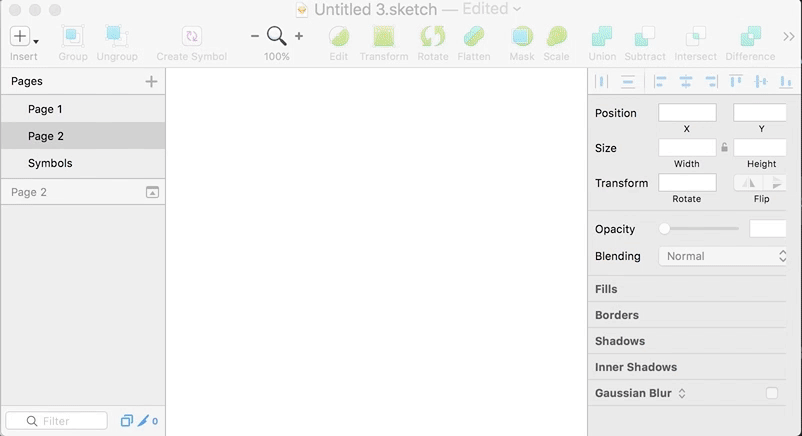 Untitled 3.sketch — Edited
Insert Group Ungroup Create Symbol 100% Edit Transform Rotate Flatten Mask Scale Union Subtract Intersect Difference
Pages
Page 1
Page 2
Symbols
Page 2
Filter
0
Position
X Y
Size
Width Height
Transform
Rotate Flip
Opacity
Blending Normal
Fills
Borders
Shadows
Inner Shadows
Gaussian Blur